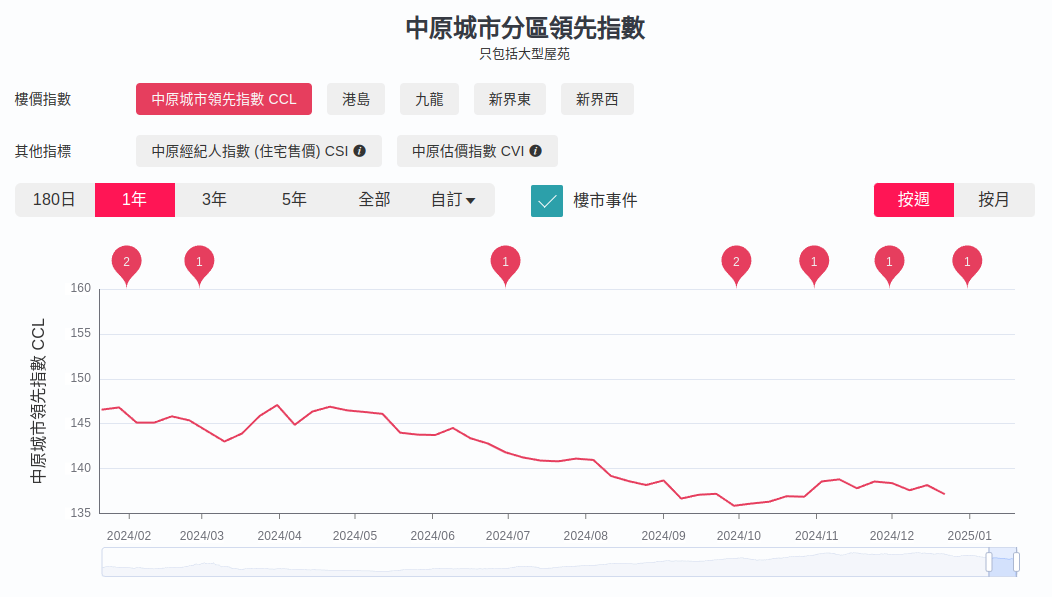 中原城市分區領先指數
只包括大型屋苑
樓價指數 中原城市領先指數 CCL 港島 九龍 新界東 新界西
其他指標 中原經紀人指數 (住宅售價) CSI i 中原估價指數 CVI i
180日 1年 3年 5年 全部 自訂 樓市事件 按週 按月
2 1 1 2 1 1 1
中原城市領先指數 CCL
160
155
150
145
140
135
2024/02 2024/03 2024/04 2024/05 2024/06 2024/07 2024/08 2024/09 2024/10 2024/11 2024/12 2025/01